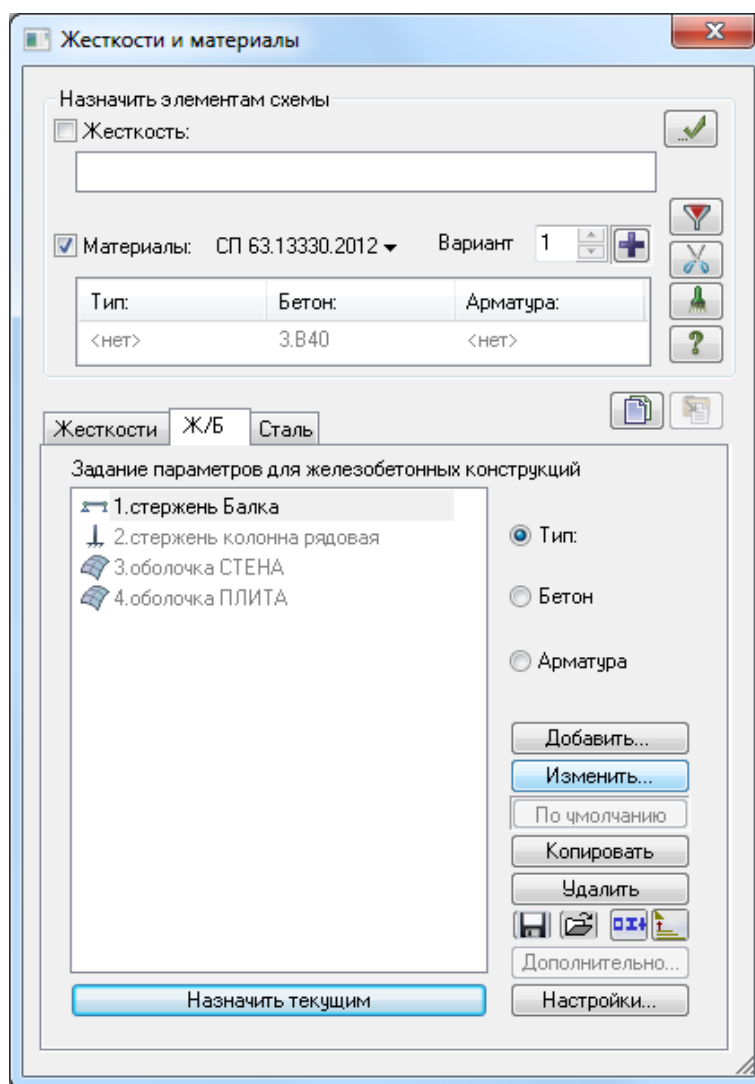 Жесткости и материалы
Назначить элементам схемы
Жесткость:
Материалы: СП 63.13330.2012 Вариант 1
Тип: Бетон: Арматура:
<нет> 3.B40 <нет>
Жесткости Ж/Б Сталь
Задание параметров для железобетонных конструкций
1.стержень Балка
2.стержень колонна рядовая
3.оболочка СТЕНА
4.оболочка ПЛИТА
Тип:
Бетон
Арматура
Добавить...
Изменить...
По умолчанию
Копировать
Удалить
Дополнительно...
Назначить текущим Настройки...